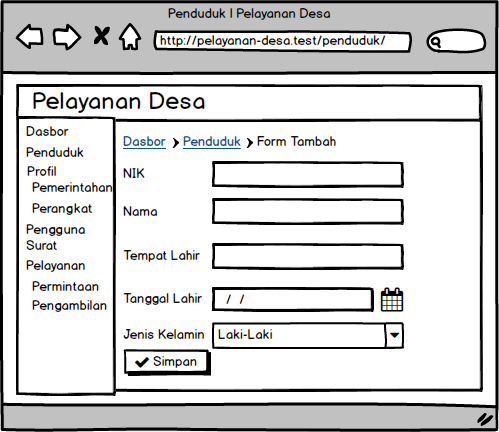 Penduduk | Pelayanan Desa
http://pelayanan-desa.test/penduduk/
Pelayanan Desa
Dasbor
Penduduk
Profil
Pemerintahan
Perangkat
Pengguna
Surat
Pelayanan
Permintaan
Pengambilan
Dasbor ❯ Penduduk ❯ Form Tambah
NIK
Nama
Tempat Lahir
Tanggal Lahir / /
Jenis Kelamin Laki-Laki
✔ Simpan